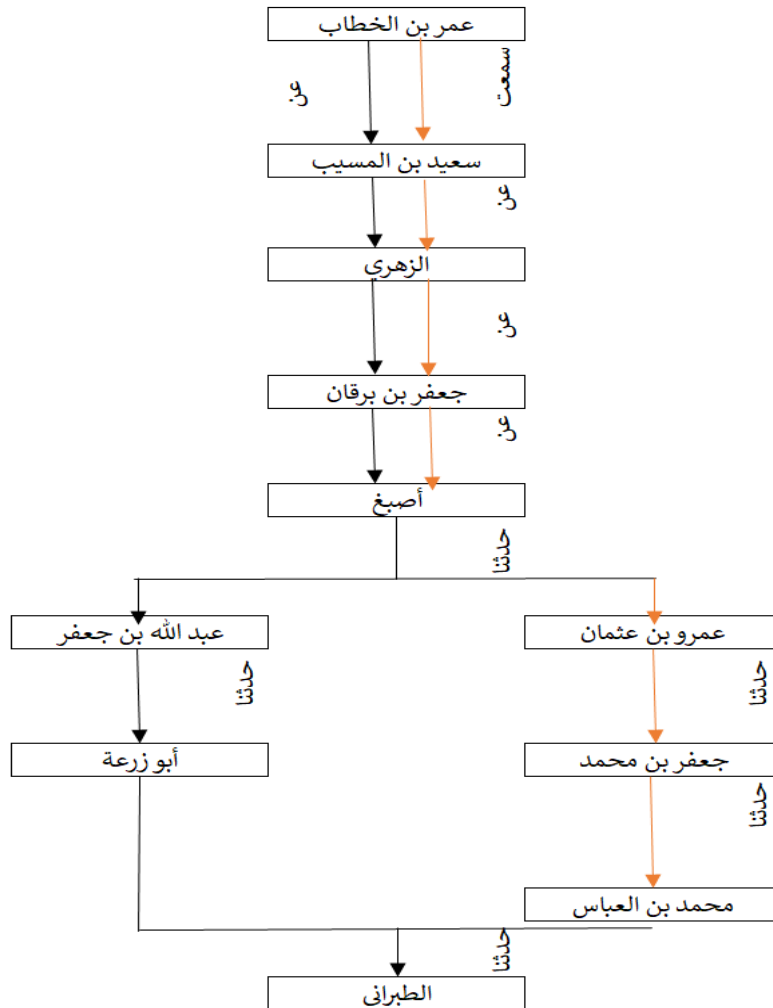 عمر بن الخطاب
سمعت
عن
سعيد بن المسيب
عن
الزهري
عن
جعفر بن برقان
عن
أصبغ
حدثنا
عمرو بن عثمان
عبد الله بن جعفر
حدثنا
حدثنا
جعفر بن محمد
أبو زرعة
حدثنا
محمد بن العباس
حدثنا
الطبراني